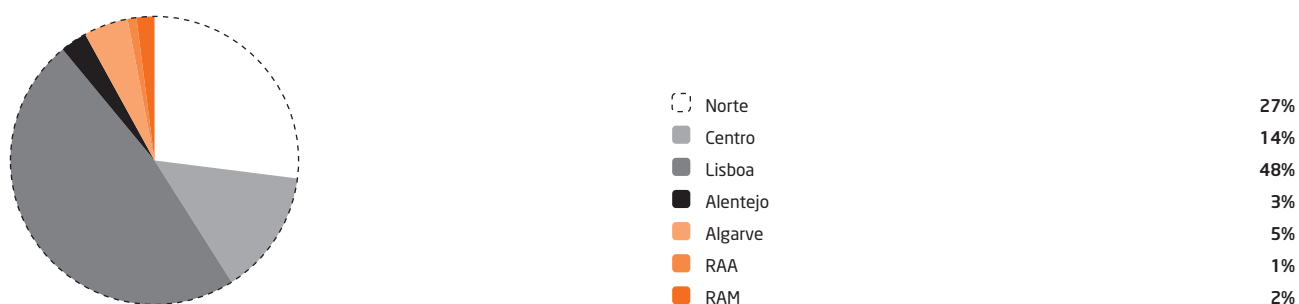 Norte 27%
Centro 14%
Lisboa 48%
Alentejo 3%
Algarve 5%
RAA 1%
RAM 2%